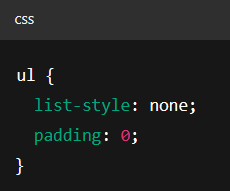 css
ul {
  list-style: none;
  padding: 0;
}